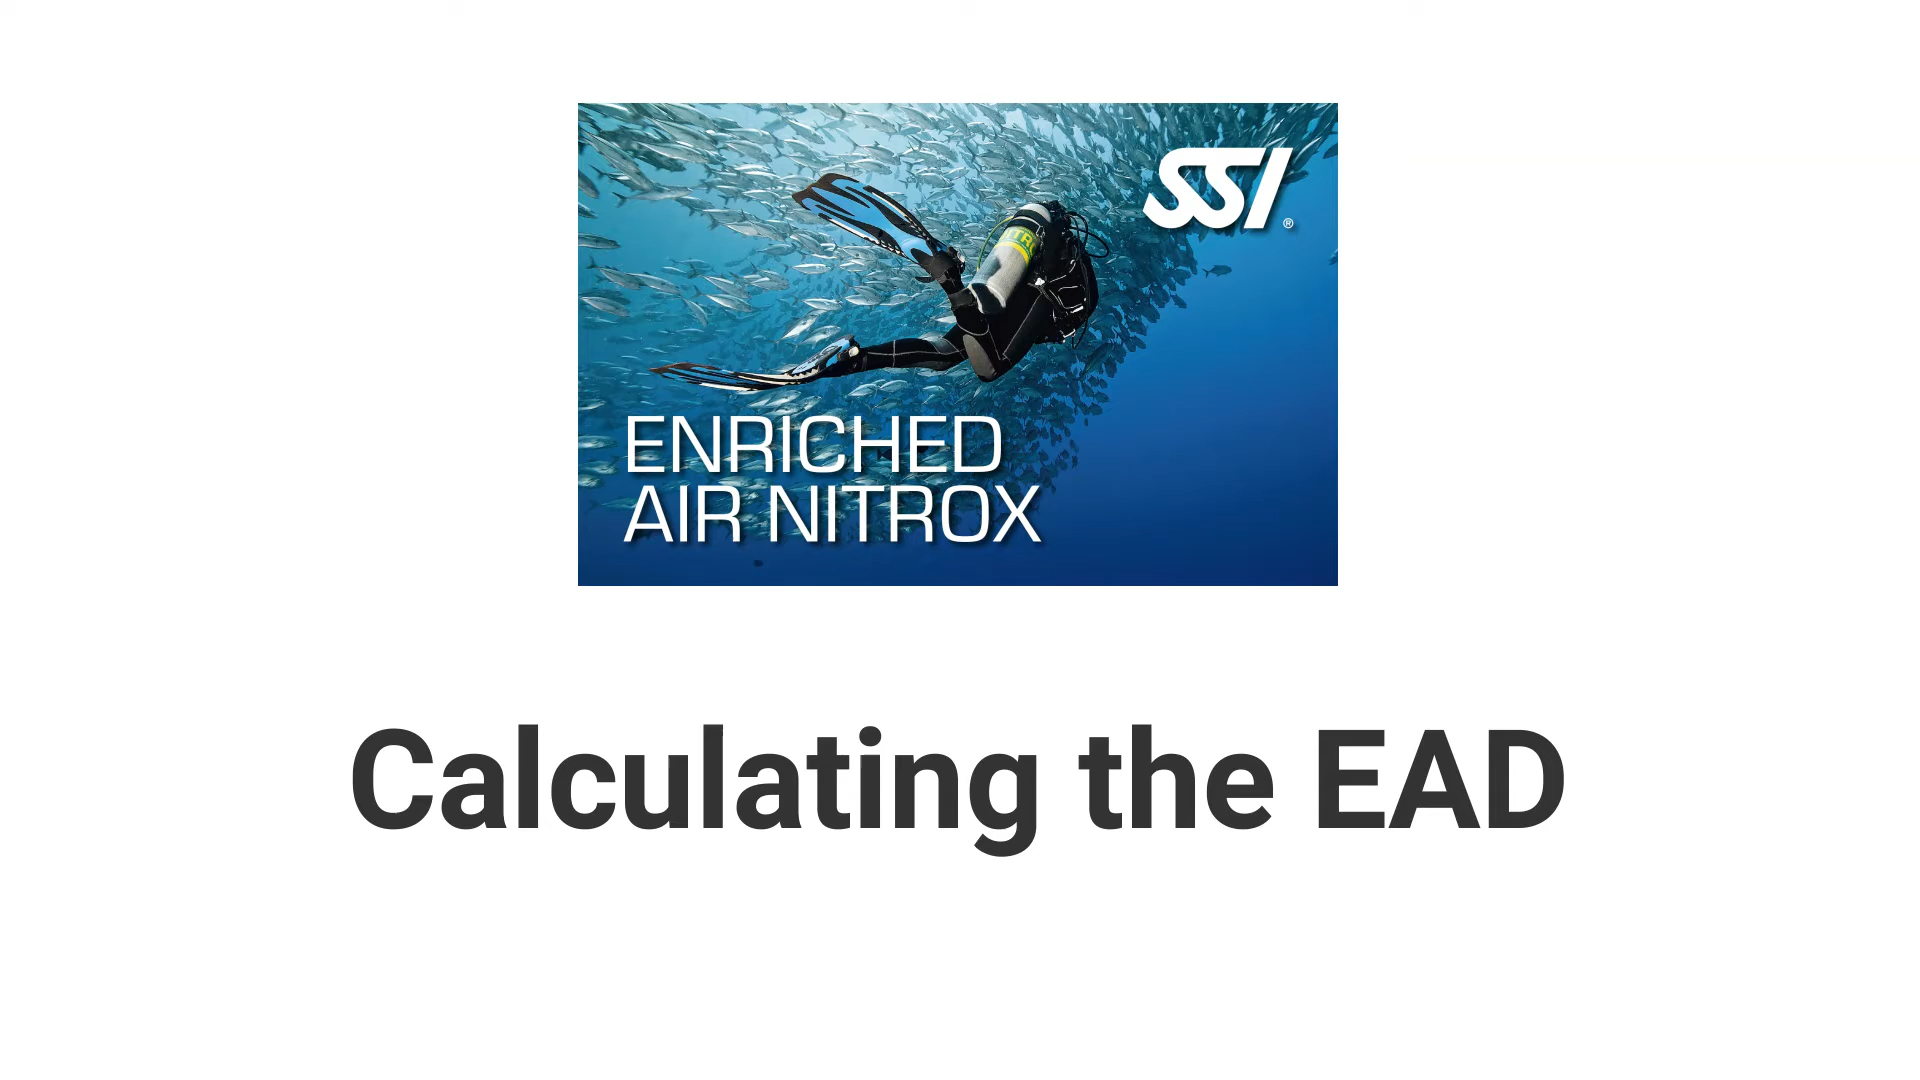 SSI®
ENRICHED
AIR NITROX
Calculating the EAD